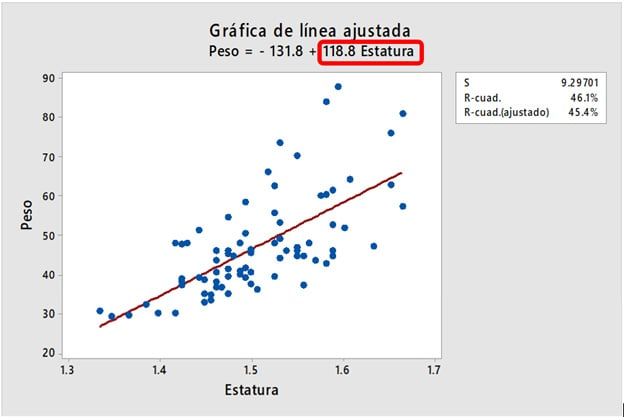 Gráfica de línea ajustada
Peso = - 131.8 + 118.8 Estatura
S 9.29701
R-cuad. 46.1%
R-cuad.(ajustado) 45.4%
90
80
70
60
50
40
30
20
Peso
1.3 1.4 1.5 1.6 1.7
Estatura